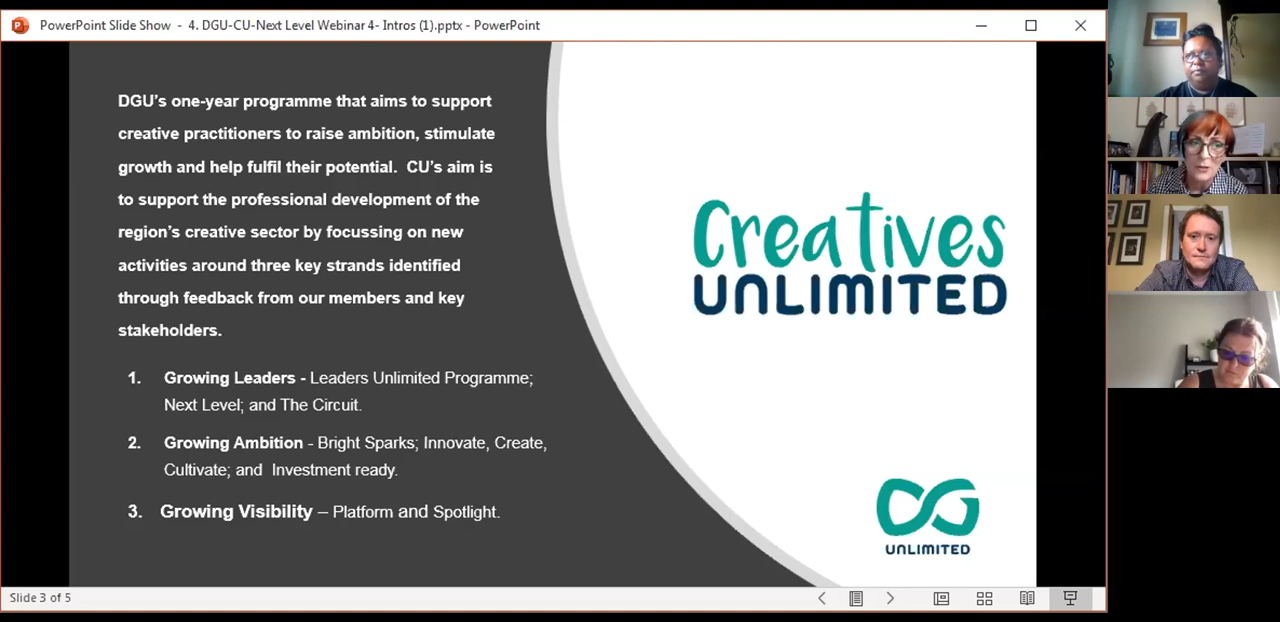 PowerPoint Slide Show - 4. DGU-CU-Next Level Webinar 4- Intros (1).pptx - PowerPoint
DGU's one-year programme that aims to support
creative practitioners to raise ambition, stimulate
growth and help fulfil their potential. CU's aim is
to support the professional development of the
region's creative sector by focussing on new
activities around three key strands identified
through feedback from our members and key
stakeholders.
1. Growing Leaders - Leaders Unlimited Programme;
Next Level; and The Circuit.
2. Growing Ambition - Bright Sparks; Innovate, Create,
Cultivate; and Investment ready.
3. Growing Visibility – Platform and Spotlight.
Creatives
UNLIMITED
DG
UNLIMITED
Slide 3 of 5